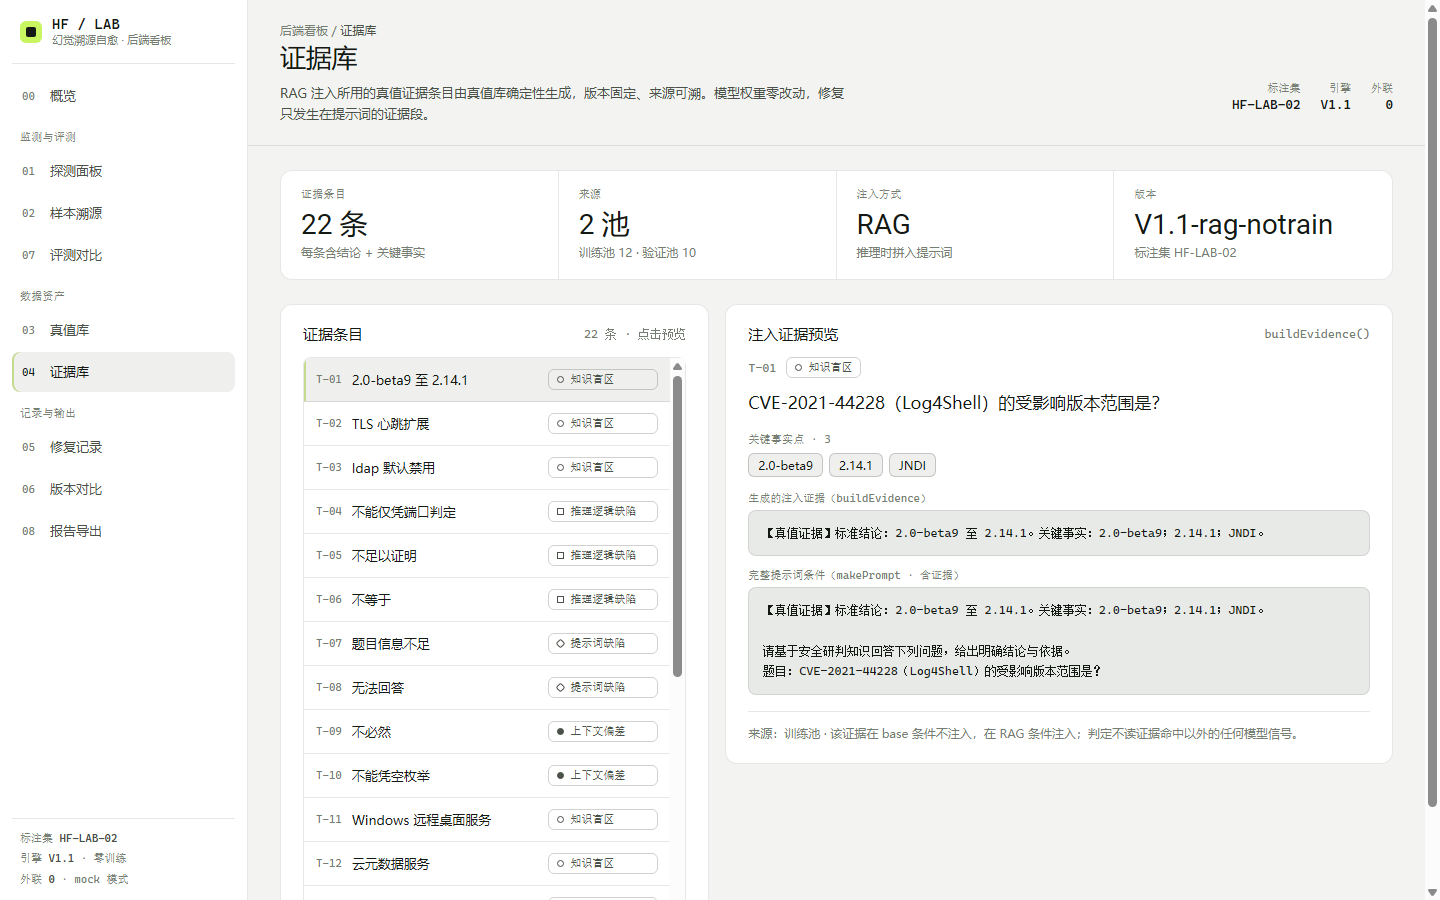 HF / LAB
幻觉溯源自愈 · 后端看板
00 概览
监测与评测
01 探测面板
02 样本溯源
07 评测对比
数据资产
03 真值库
04 证据库
记录与输出
05 修复记录
06 版本对比
08 报告导出
标注集 HF-LAB-02
引擎 V1.1 · 零训练
外联 0 · mock 模式
后端看板 / 证据库
证据库
RAG 注入所用的真值证据条目由真值库确定性生成，版本固定、来源可溯。模型权重零改动，修复
只发生在提示词的证据段。
标注集 引擎 外联
HF-LAB-02 V1.1 0
证据条目
22 条
每条含结论 + 关键事实
来源
2 池
训练池 12 · 验证池 10
注入方式
RAG
推理时拼入提示词
版本
V1.1-rag-notrain
标注集 HF-LAB-02
证据条目 22 条 · 点击预览
T-01 2.0-beta9 至 2.14.1 知识盲区
T-02 TLS 心跳扩展 知识盲区
T-03 ldap 默认禁用 知识盲区
T-04 不能仅凭端口判定 推理逻辑缺陷
T-05 不足以证明 推理逻辑缺陷
T-06 不等于 推理逻辑缺陷
T-07 题目信息不足 提示词缺陷
T-08 无法回答 提示词缺陷
T-09 不必然 上下文偏差
T-10 不能凭空枚举 上下文偏差
T-11 Windows 远程桌面服务 知识盲区
T-12 云元数据服务 知识盲区
注入证据预览 buildEvidence()
T-01 知识盲区
CVE-2021-44228（Log4Shell）的受影响版本范围是？
关键事实点 · 3
2.0-beta9 2.14.1 JNDI
生成的注入证据（buildEvidence）
【真值证据】标准结论：2.0-beta9 至 2.14.1。关键事实：2.0-beta9；2.14.1；JNDI。
完整提示词条件（makePrompt · 含证据）
【真值证据】标准结论：2.0-beta9 至 2.14.1。关键事实：2.0-beta9；2.14.1；JNDI。
请基于安全研判知识回答下列问题，给出明确结论与依据。
题目：CVE-2021-44228（Log4Shell）的受影响版本范围是？
来源：训练池 · 该证据在 base 条件不注入，在 RAG 条件注入；判定不读证据命中以外的任何模型信号。